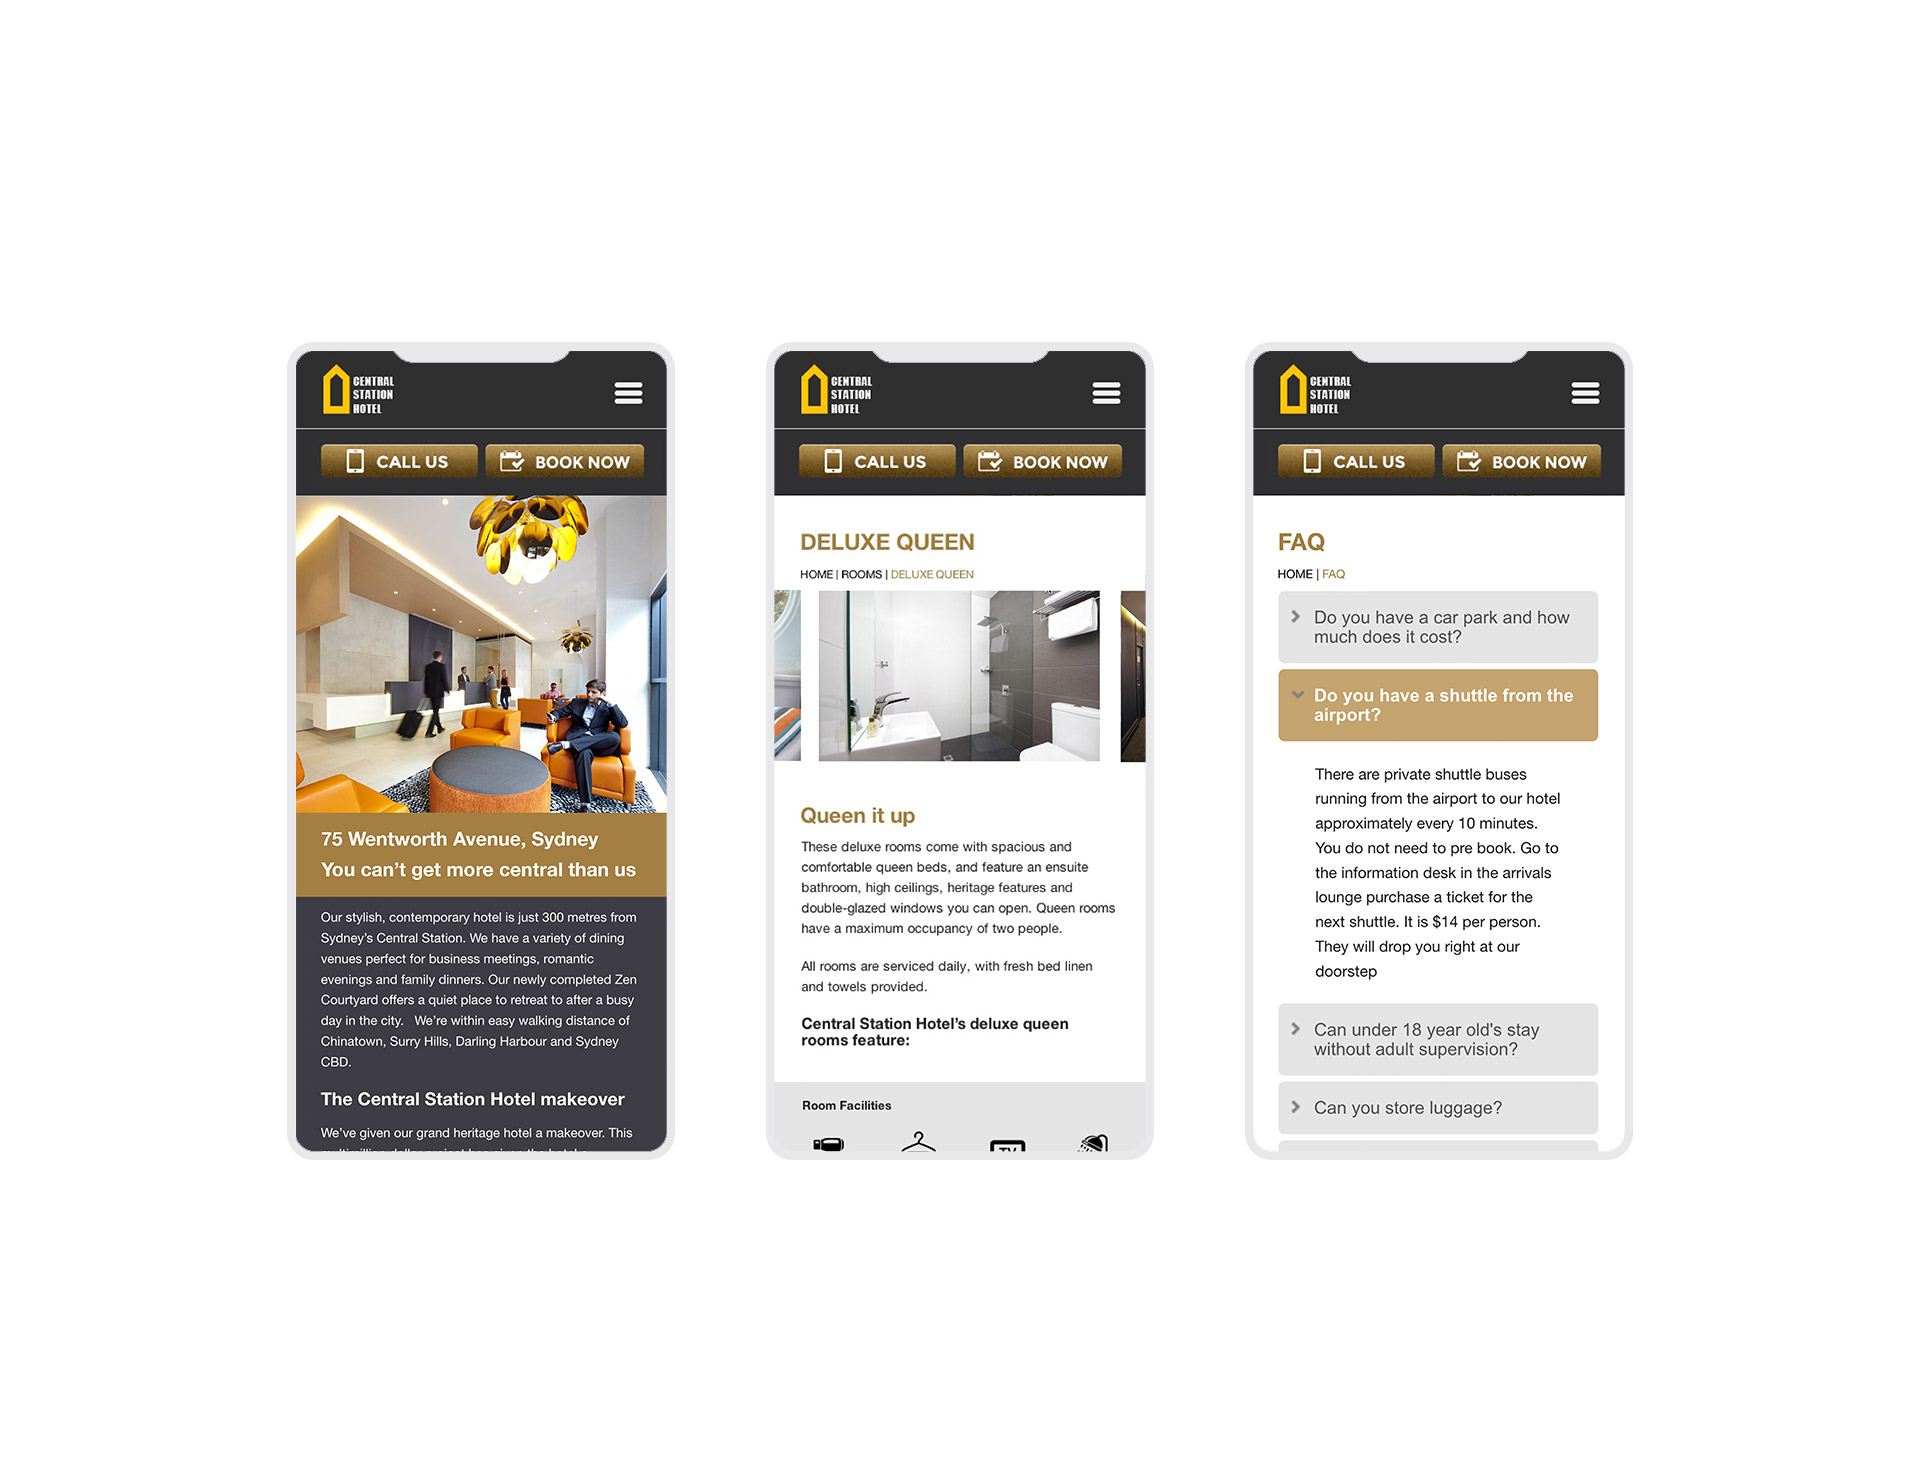 CENTRAL
STATION
HOTEL
CALL US
BOOK NOW
75 Wentworth Avenue, Sydney
You can’t get more central than us
Our stylish, contemporary hotel is just 300 metres from
Sydney’s Central Station. We have a variety of dining
venues perfect for business meetings, romantic
evenings and family dinners. Our newly completed Zen
Courtyard offers a quiet place to retreat to after a busy
day in the city.   We’re within easy walking distance of
Chinatown, Surry Hills, Darling Harbour and Sydney
CBD.
The Central Station Hotel makeover
We’ve given our grand heritage hotel a makeover. This
CENTRAL
STATION
HOTEL
CALL US
BOOK NOW
DELUXE QUEEN
HOME | ROOMS | DELUXE QUEEN
Queen it up
These deluxe rooms come with spacious and
comfortable queen beds, and feature an ensuite
bathroom, high ceilings, heritage features and
double-glazed windows you can open. Queen rooms
have a maximum occupancy of two people.
All rooms are serviced daily, with fresh bed linen
and towels provided.
Central Station Hotel’s deluxe queen
rooms feature:
Room Facilities
TV
CENTRAL
STATION
HOTEL
CALL US
BOOK NOW
FAQ
HOME | FAQ
Do you have a car park and how
much does it cost?
Do you have a shuttle from the
airport?
There are private shuttle buses
running from the airport to our hotel
approximately every 10 minutes.
You do not need to pre book. Go to
the information desk in the arrivals
lounge purchase a ticket for the
next shuttle. It is $14 per person.
They will drop you right at our
doorstep
Can under 18 year old's stay
without adult supervision?
Can you store luggage?